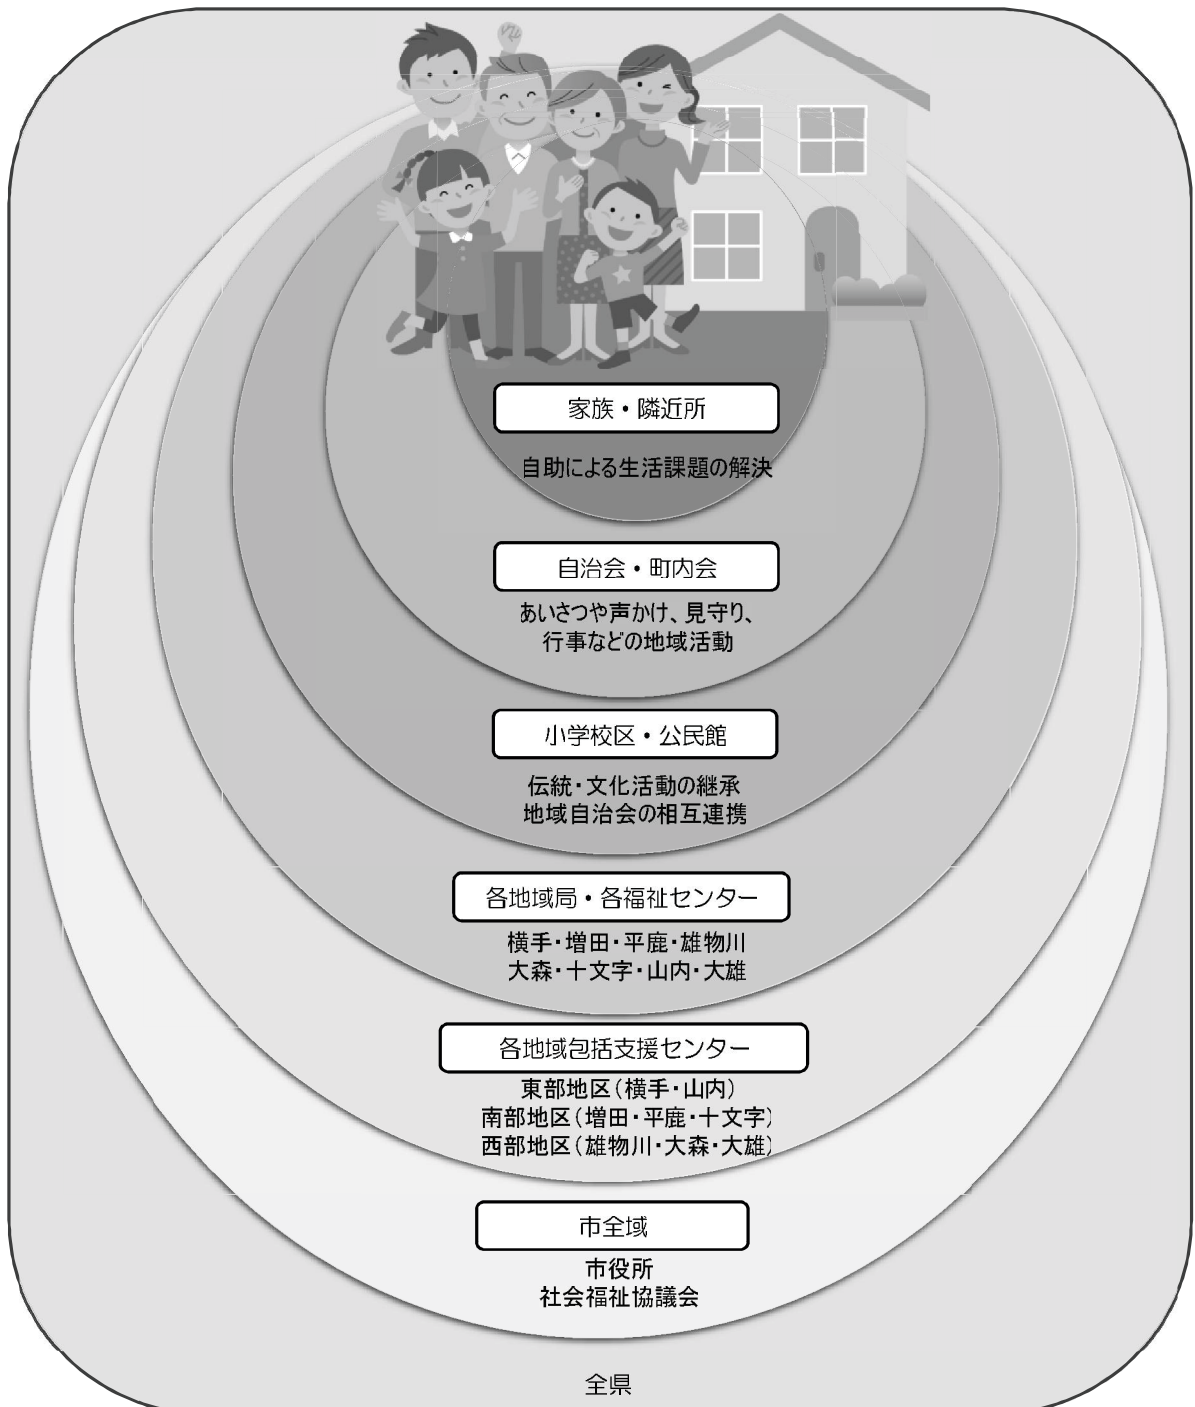 家族・隣近所
自助による生活課題の解決
自治会・町内会
あいさつや声かけ、見守り、
行事などの地域活動
小学校区・公民館
伝統・文化活動の継承
地域自治会の相互連携
各地域局・各福祉センター
横手・増田・平鹿・雄物川
大森・十文字・山内・大雄
各地域包括支援センター
東部地区（横手・山内）
南部地区（増田・平鹿・十文字）
西部地区（雄物川・大森・大雄）
市全域
市役所
社会福祉協議会
全県